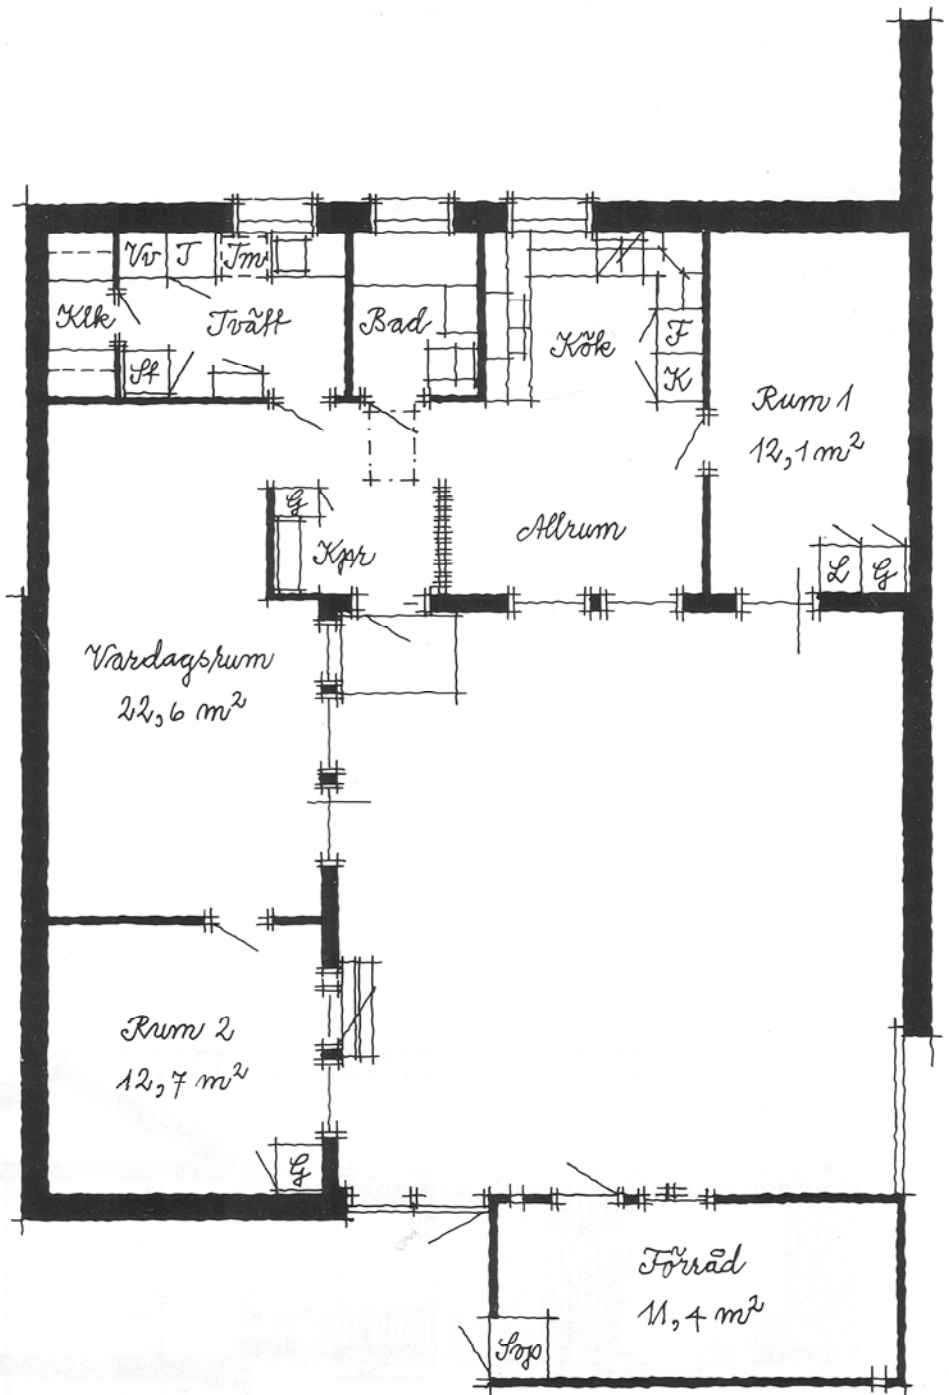 Vv T Tm
Klk
Tvätt
St
Bad
Kök
F
K
Rum 1
12,1 m²
G
Kpr
Allrum
L G
Vardagsrum
22,6 m²
Rum 2
12,7 m²
G
Förråd
11,4 m²
Sop